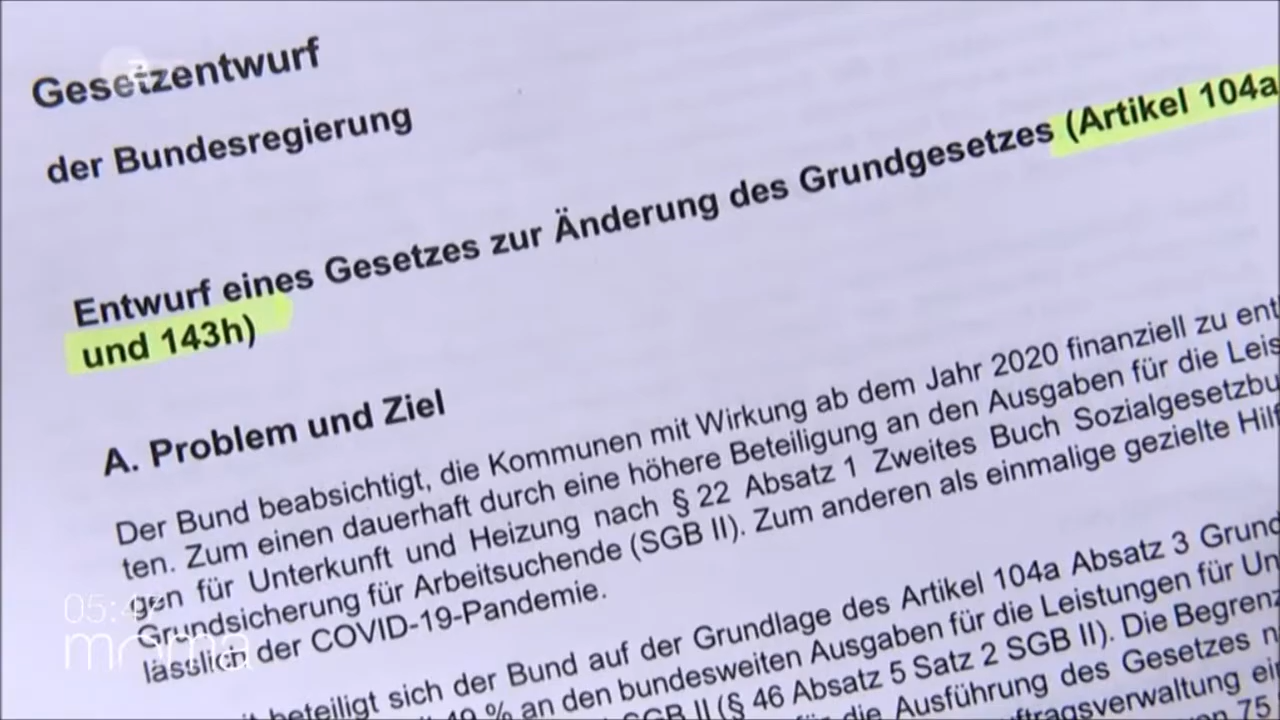 Gesetzentwurf
der Bundesregierung
Entwurf eines Gesetzes zur Änderung des Grundgesetzes (Artikel 104a
und 143h)
A. Problem und Ziel
Der Bund beabsichtigt, die Kommunen mit Wirkung ab dem Jahr 2020 finanziell zu ent
ten. Zum einen dauerhaft durch eine höhere Beteiligung an den Ausgaben für die Leis
gen für Unterkunft und Heizung nach § 22 Absatz 1 Zweites Buch Sozialgesetzbu
Grundsicherung für Arbeitsuchende (SGB II). Zum anderen als einmalige gezielte Hilf
lässlich der COVID-19-Pandemie.
beteiligt sich der Bund auf der Grundlage des Artikel 104a Absatz 3 Grund
% an den bundesweiten Ausgaben für die Leistungen für Un
SGB II (§ 46 Absatz 5 Satz 2 SGB II). Die Begrenz
die Ausführung des Gesetzes n
ftragsverwaltung ei
75
05:4
moma